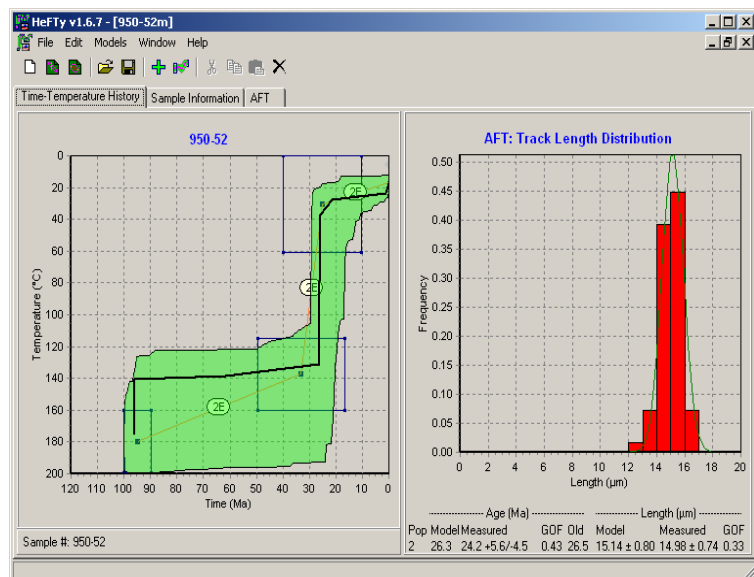 HeFTy v1.6.7 - [950-52m]
File Edit Models Window Help
Time-Temperature History Sample Information AFT
950-52
0
20
40
60
80
100
120
140
160
180
200
Temperature (°C)
120 110 100 90 80 70 60 50 40 30 20 10 0
Time (Ma)
2E
2E
2E
Sample #: 950-52
AFT: Track Length Distribution
0.50
0.45
0.40
0.35
0.30
0.25
0.20
0.15
0.10
0.05
0.00
Frequency
0 2 4 6 8 10 12 14 16 18 20
Length (µm)
Age (Ma) Length (µm)
Pop Model Measured GOF Old Model Measured GOF
2 26.3 24.2 +5.6/-4.5 0.43 26.5 15.14 ± 0.80 14.98 ± 0.74 0.33